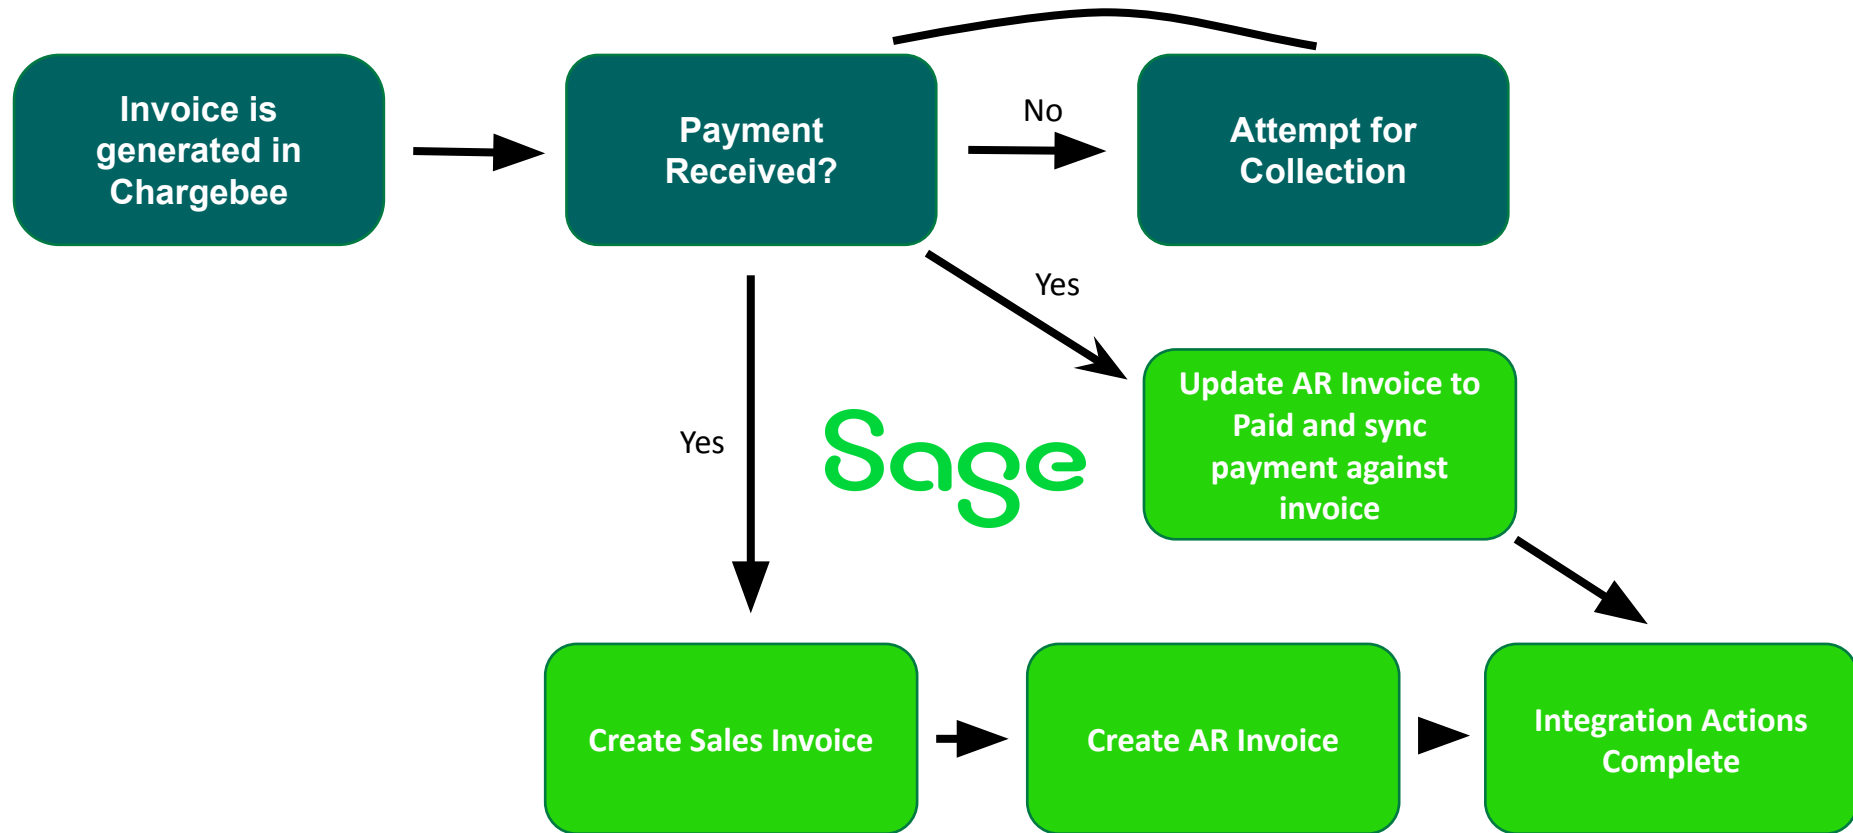 Invoice is
generated in
Chargebee
Payment
Received?
No
Attempt for
Collection
Yes
Update AR Invoice to
Paid and sync
payment against
invoice
Yes
Sage
Create Sales Invoice
Create AR Invoice
Integration Actions
Complete